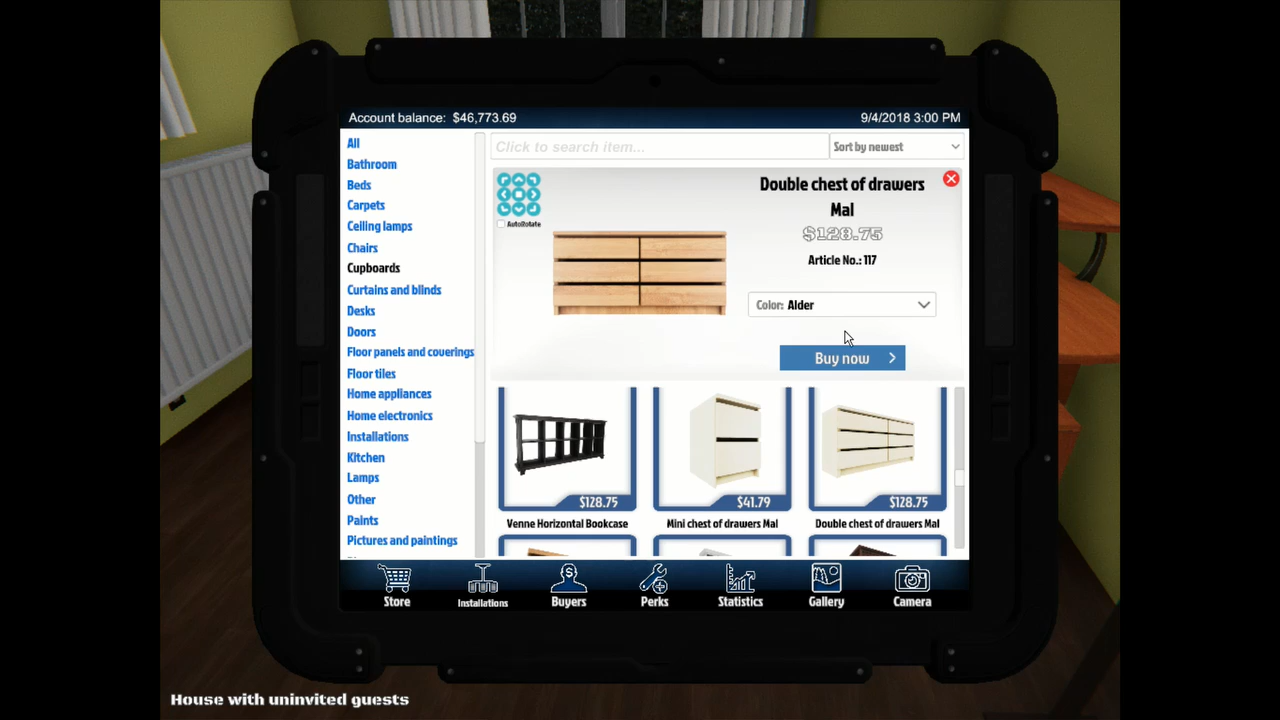 Account balance: $46,773.69
9/4/2018 3:00 PM
All
Bathroom
Beds
Carpets
Ceiling lamps
Chairs
Cupboards
Curtains and blinds
Desks
Doors
Floor panels and coverings
Floor tiles
Home appliances
Home electronics
Installations
Kitchen
Lamps
Other
Paints
Pictures and paintings
Click to search item...
Sort by newest
AutoRotate
Double chest of drawers
Mal
$128.75
Article No.: 117
Color: Alder
Buy now
$128.75
$41.79
$128.75
Venne Horizontal Bookcase
Mini chest of drawers Mal
Double chest of drawers Mal
Store
Installations
Buyers
Perks
Statistics
Gallery
Camera
House with uninvited guests